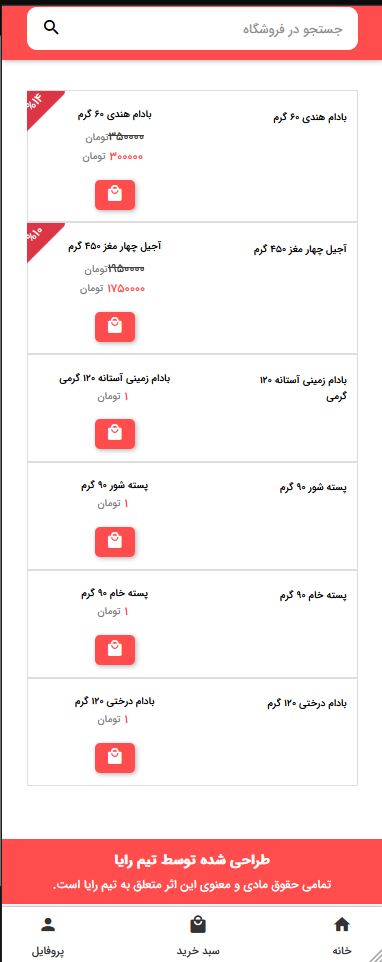 جستجو در فروشگاه
%۱۴
بادام هندی ۶۰ گرم
بادام هندی ۶۰ گرم
۳۵۰۰۰۰تومان
۳۰۰۰۰۰ تومان
%۱۰
آجیل چهار مغز ۴۵۰ گرم
آجیل چهار مغز ۴۵۰ گرم
۱۹۵۰۰۰۰تومان
۱۷۵۰۰۰۰ تومان
بادام زمینی آستانه ۱۲۰
گرمی
بادام زمینی آستانه ۱۲۰ گرمی
۱ تومان
پسته شور ۹۰ گرم
پسته شور ۹۰ گرم
۱ تومان
پسته خام ۹۰ گرم
پسته خام ۹۰ گرم
۱ تومان
بادام درختی ۱۲۰ گرم
بادام درختی ۱۲۰ گرم
۱ تومان
طراحی شده توسط تیم رایا
تمامی حقوق مادی و معنوی این اثر متعلق به تیم رایا است.
خانه
سبد خرید
پروفایل